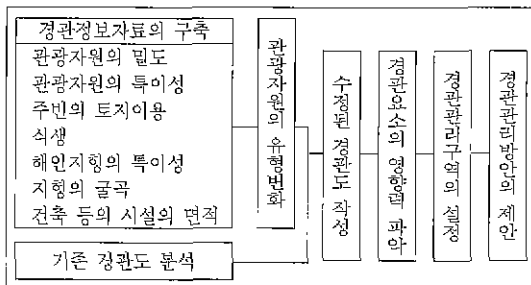 경관정보자료의 구축
관광자원의 밀도
관광자원의 특이성
주변의 토지이용
식생
해안지형의 특이성
지형의 굴곡
건축 등의 시설의 면적
기존 경관도 분석
관광자원의 유형변화
수정된 경관도 작성
경관요소의 영향력 파악
경관관리구역의 설정
경관관리방안의 제안